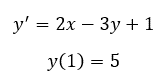 y′ = 2x − 3y + 1
y(1) = 5